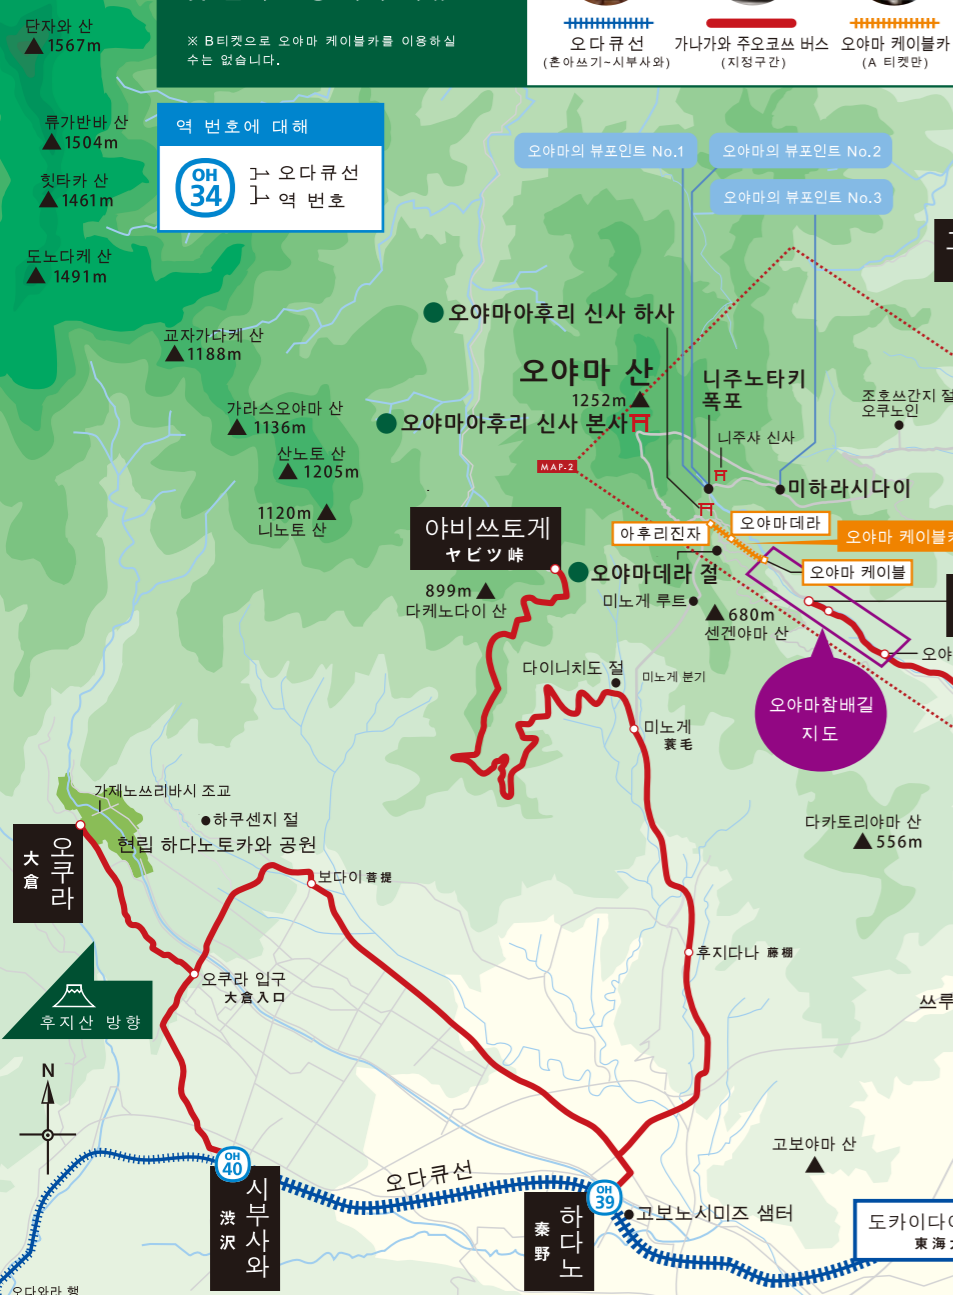 단자와 산
▲ 1567m
※ B티켓으로 오야마 케이블카를 이용하실
수는 없습니다.
오다큐선
(혼아쓰기~시부사와)
가나가와 주오코쓰 버스
(지정구간)
오야마 케이블카
(A 티켓만)
류가반바 산
▲ 1504m
힛타카 산
▲ 1461m
도노다케 산
▲ 1491m
역 번호에 대해
OH
34
오다큐선
역 번호
오야마의 뷰포인트 No.1
오야마의 뷰포인트 No.2
오야마의 뷰포인트 No.3
교자가다케 산
▲ 1188m
오야마아후리 신사 하사
오야마 산
1252m ▲
니주노타키
폭포
조호쓰간지 절
오쿠노인
가라스오야마 산
▲ 1136m
오야마아후리 신사 본사
니주샤 신사
산노토 산
▲ 1205m
MAP-2
미하라시다이
1120m ▲
니노토 산
야비쓰토게
ヤビツ峠
아후리진자
오야마데라
오야마 케이블카
오야마데라 절
오야마 케이블
899m ▲
다케노다이 산
미노게 루트
▲ 680m
센겐야마 산
오야
다이니치도 절
미노게 분기
오야마참배길
지도
미노게
蓑毛
가제노쓰리바시 조교
하쿠센지 절
현립 하다노토카와 공원
오쿠라
大倉
다카토리야마 산
▲ 556m
보다이 菩提
후지다나 藤棚
오쿠라 입구
大倉入口
쓰루
후지산 방향
N
고보야마 산
▲
OH
40
시부사와
渋沢
오다큐선
OH
39
하다노
秦野
고보노시미즈 샘터
도카이다이
東海大
오다와라 행